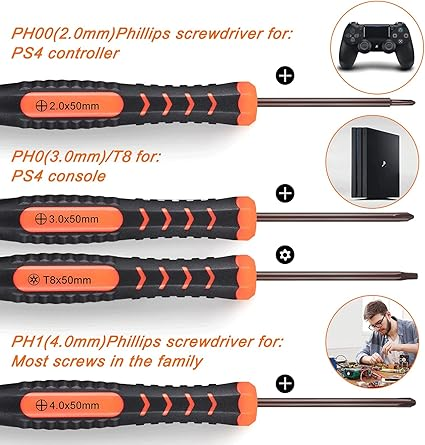 PH00(2.0mm)Phillips screwdriver for:
PS4 controller
2.0x50mm
PH0(3.0mm)/T8 for:
PS4 console
3.0x50mm
T8x50mm
PH1(4.0mm)Phillips screwdriver for:
Most screws in the family
4.0x50mm